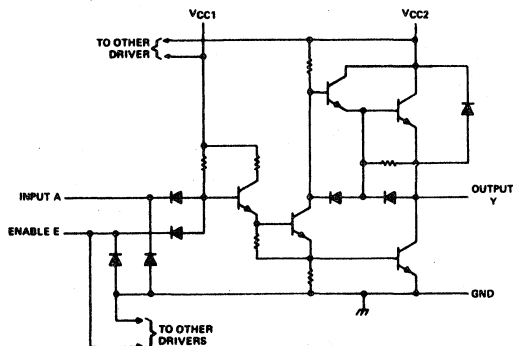 VCC1
VCC2
TO OTHER
DRIVER
INPUT A
ENABLE E
OUTPUT
Y
GND
TO OTHER
DRIVERS